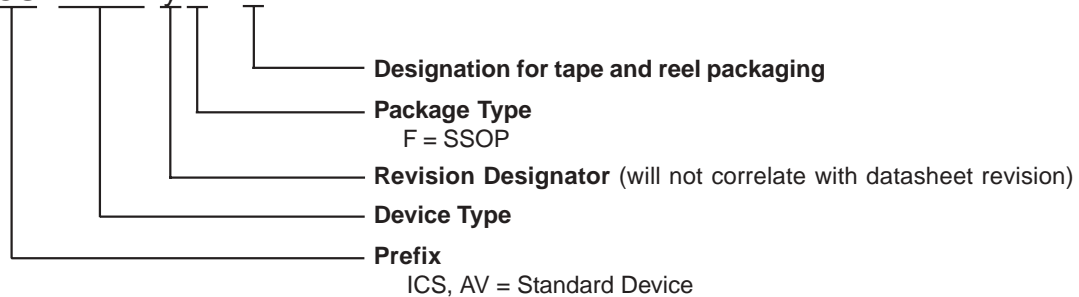 Designation for tape and reel packaging
Package Type
F = SSOP
Revision Designator (will not correlate with datasheet revision)
Device Type
Prefix
ICS, AV = Standard Device